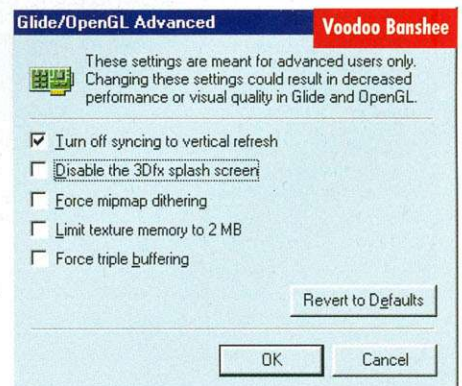 Glide/OpenGL Advanced
Voodoo Banshee
These settings are meant for advanced users only.
Changing these settings could result in decreased
performance or visual quality in Glide and OpenGL.
Turn off syncing to vertical refresh
Disable the 3Dfx splash screen
Force mipmap dithering
Limit texture memory to 2 MB
Force triple buffering
Revert to Defaults
OK
Cancel